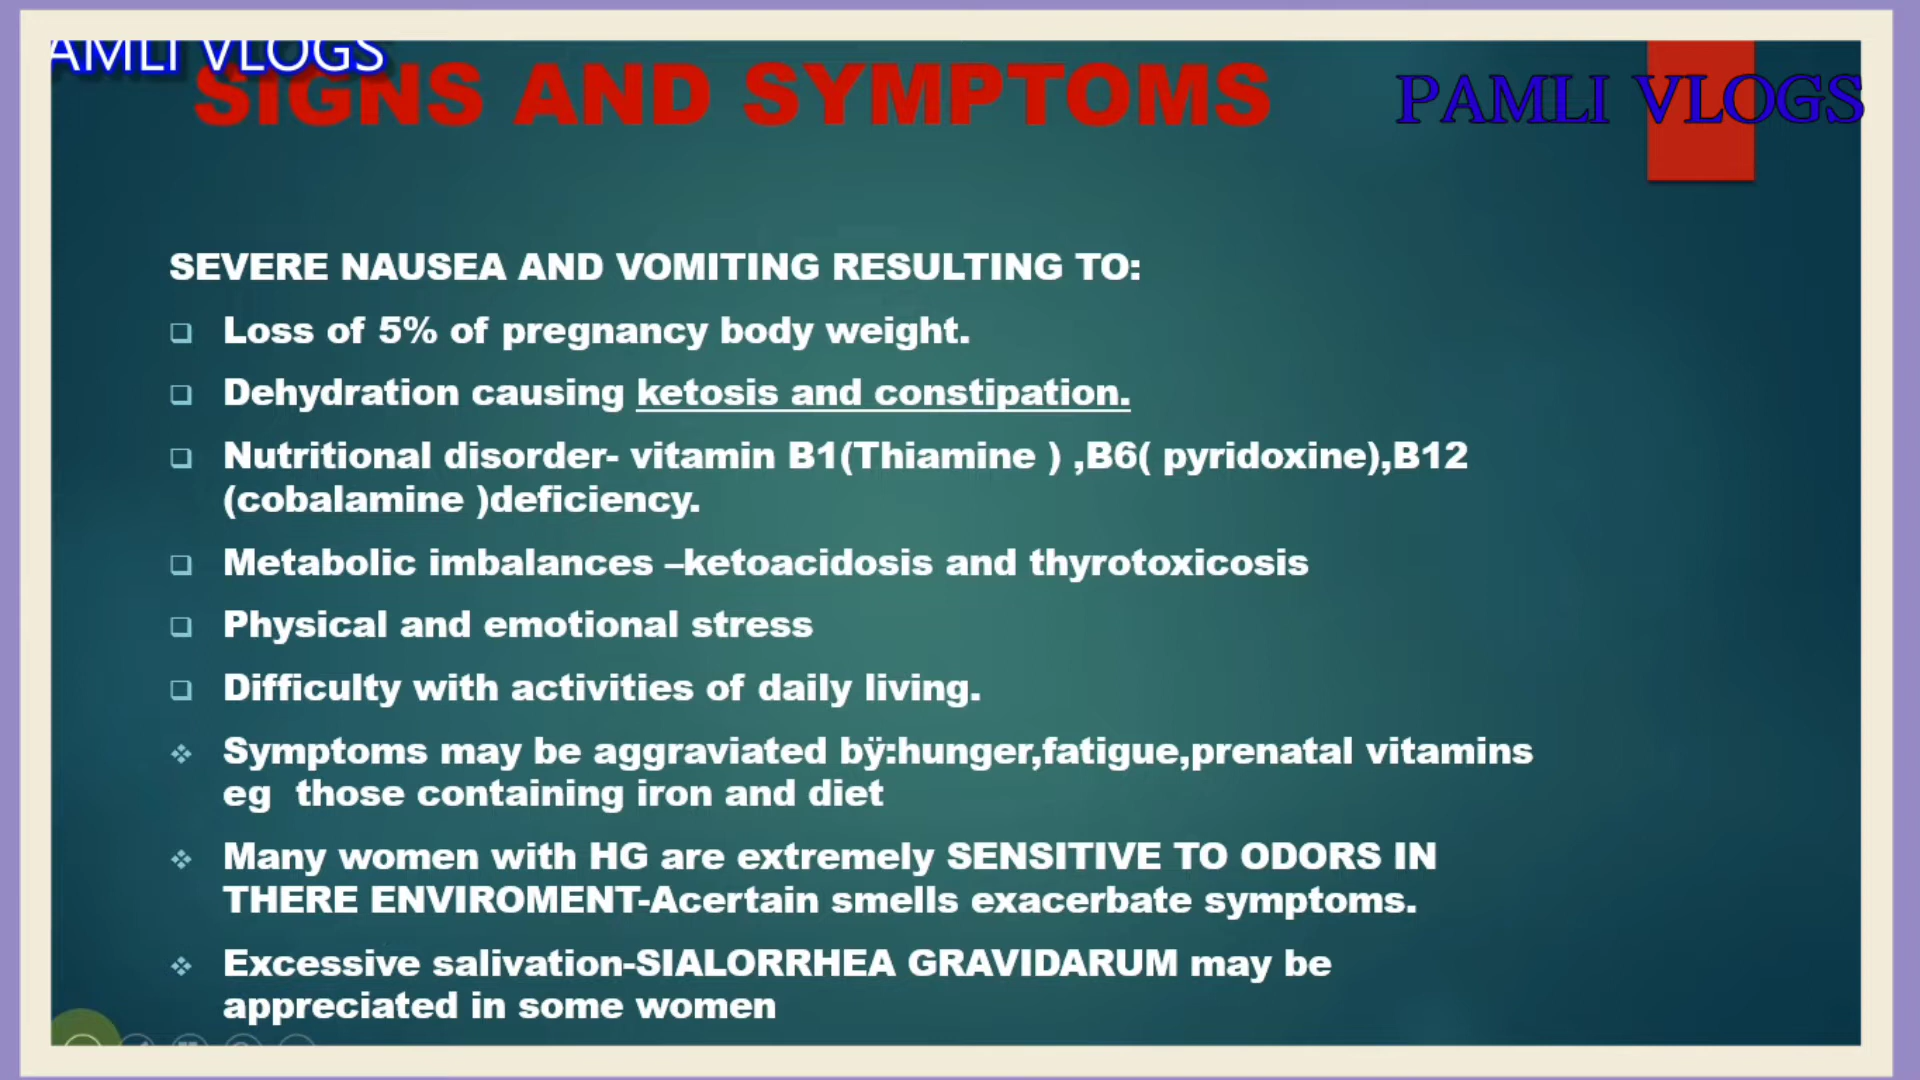 AMLI VLOGS
SIGNS AND SYMPTOMS
PAMLI VLOGS
SEVERE NAUSEA AND VOMITING RESULTING TO:
Loss of 5% of pregnancy body weight.
Dehydration causing ketosis and constipation.
Nutritional disorder- vitamin B1(Thiamine ) ,B6( pyridoxine),B12
(cobalamine )deficiency.
Metabolic imbalances –ketoacidosis and thyrotoxicosis
Physical and emotional stress
Difficulty with activities of daily living.
Symptoms may be aggraviated bÿ:hunger,fatigue,prenatal vitamins
eg those containing iron and diet
Many women with HG are extremely SENSITIVE TO ODORS IN
THERE ENVIROMENT-Acertain smells exacerbate symptoms.
Excessive salivation-SIALORRHEA GRAVIDARUM may be
appreciated in some women